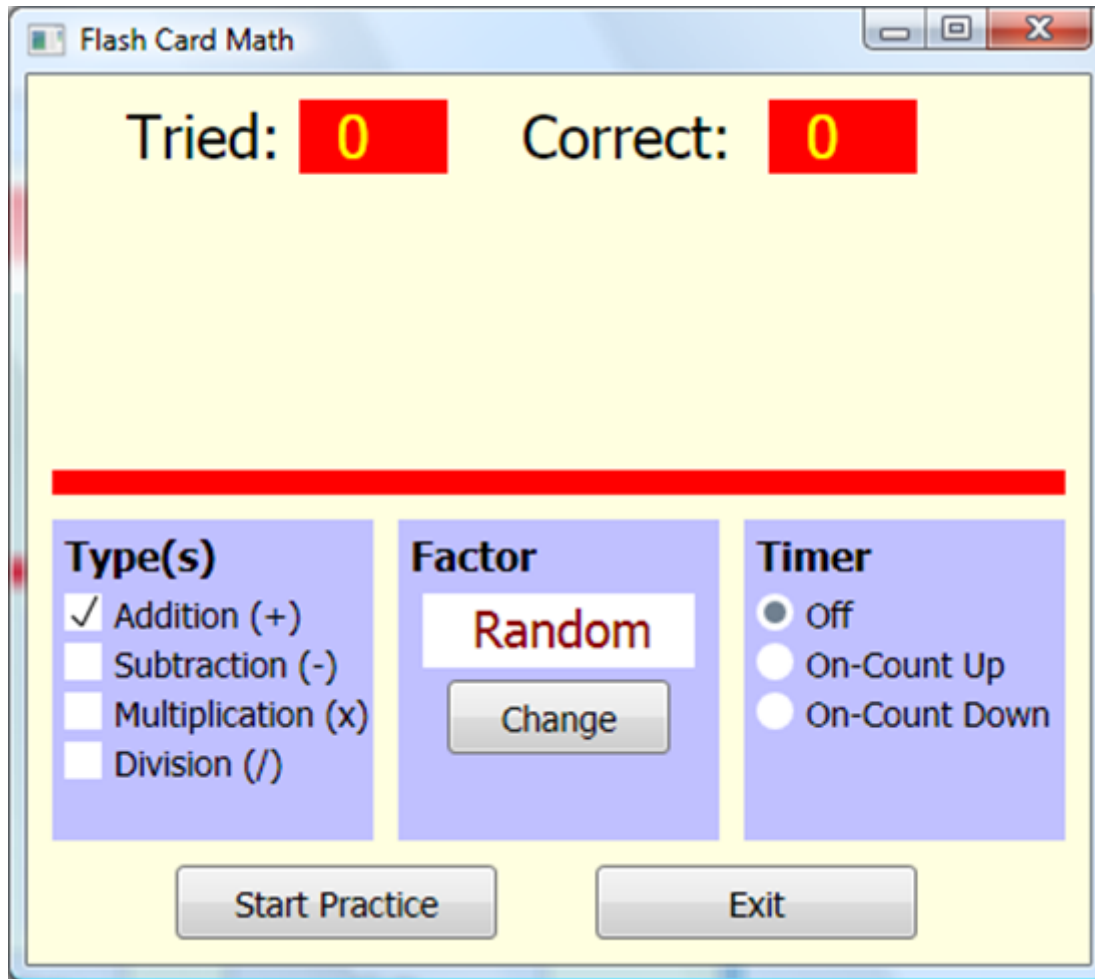 Flash Card Math
Tried: 0 Correct: 0
Type(s)
Addition (+)
Subtraction (-)
Multiplication (x)
Division (/)
Factor
Random
Change
Timer
Off
On-Count Up
On-Count Down
Start Practice
Exit